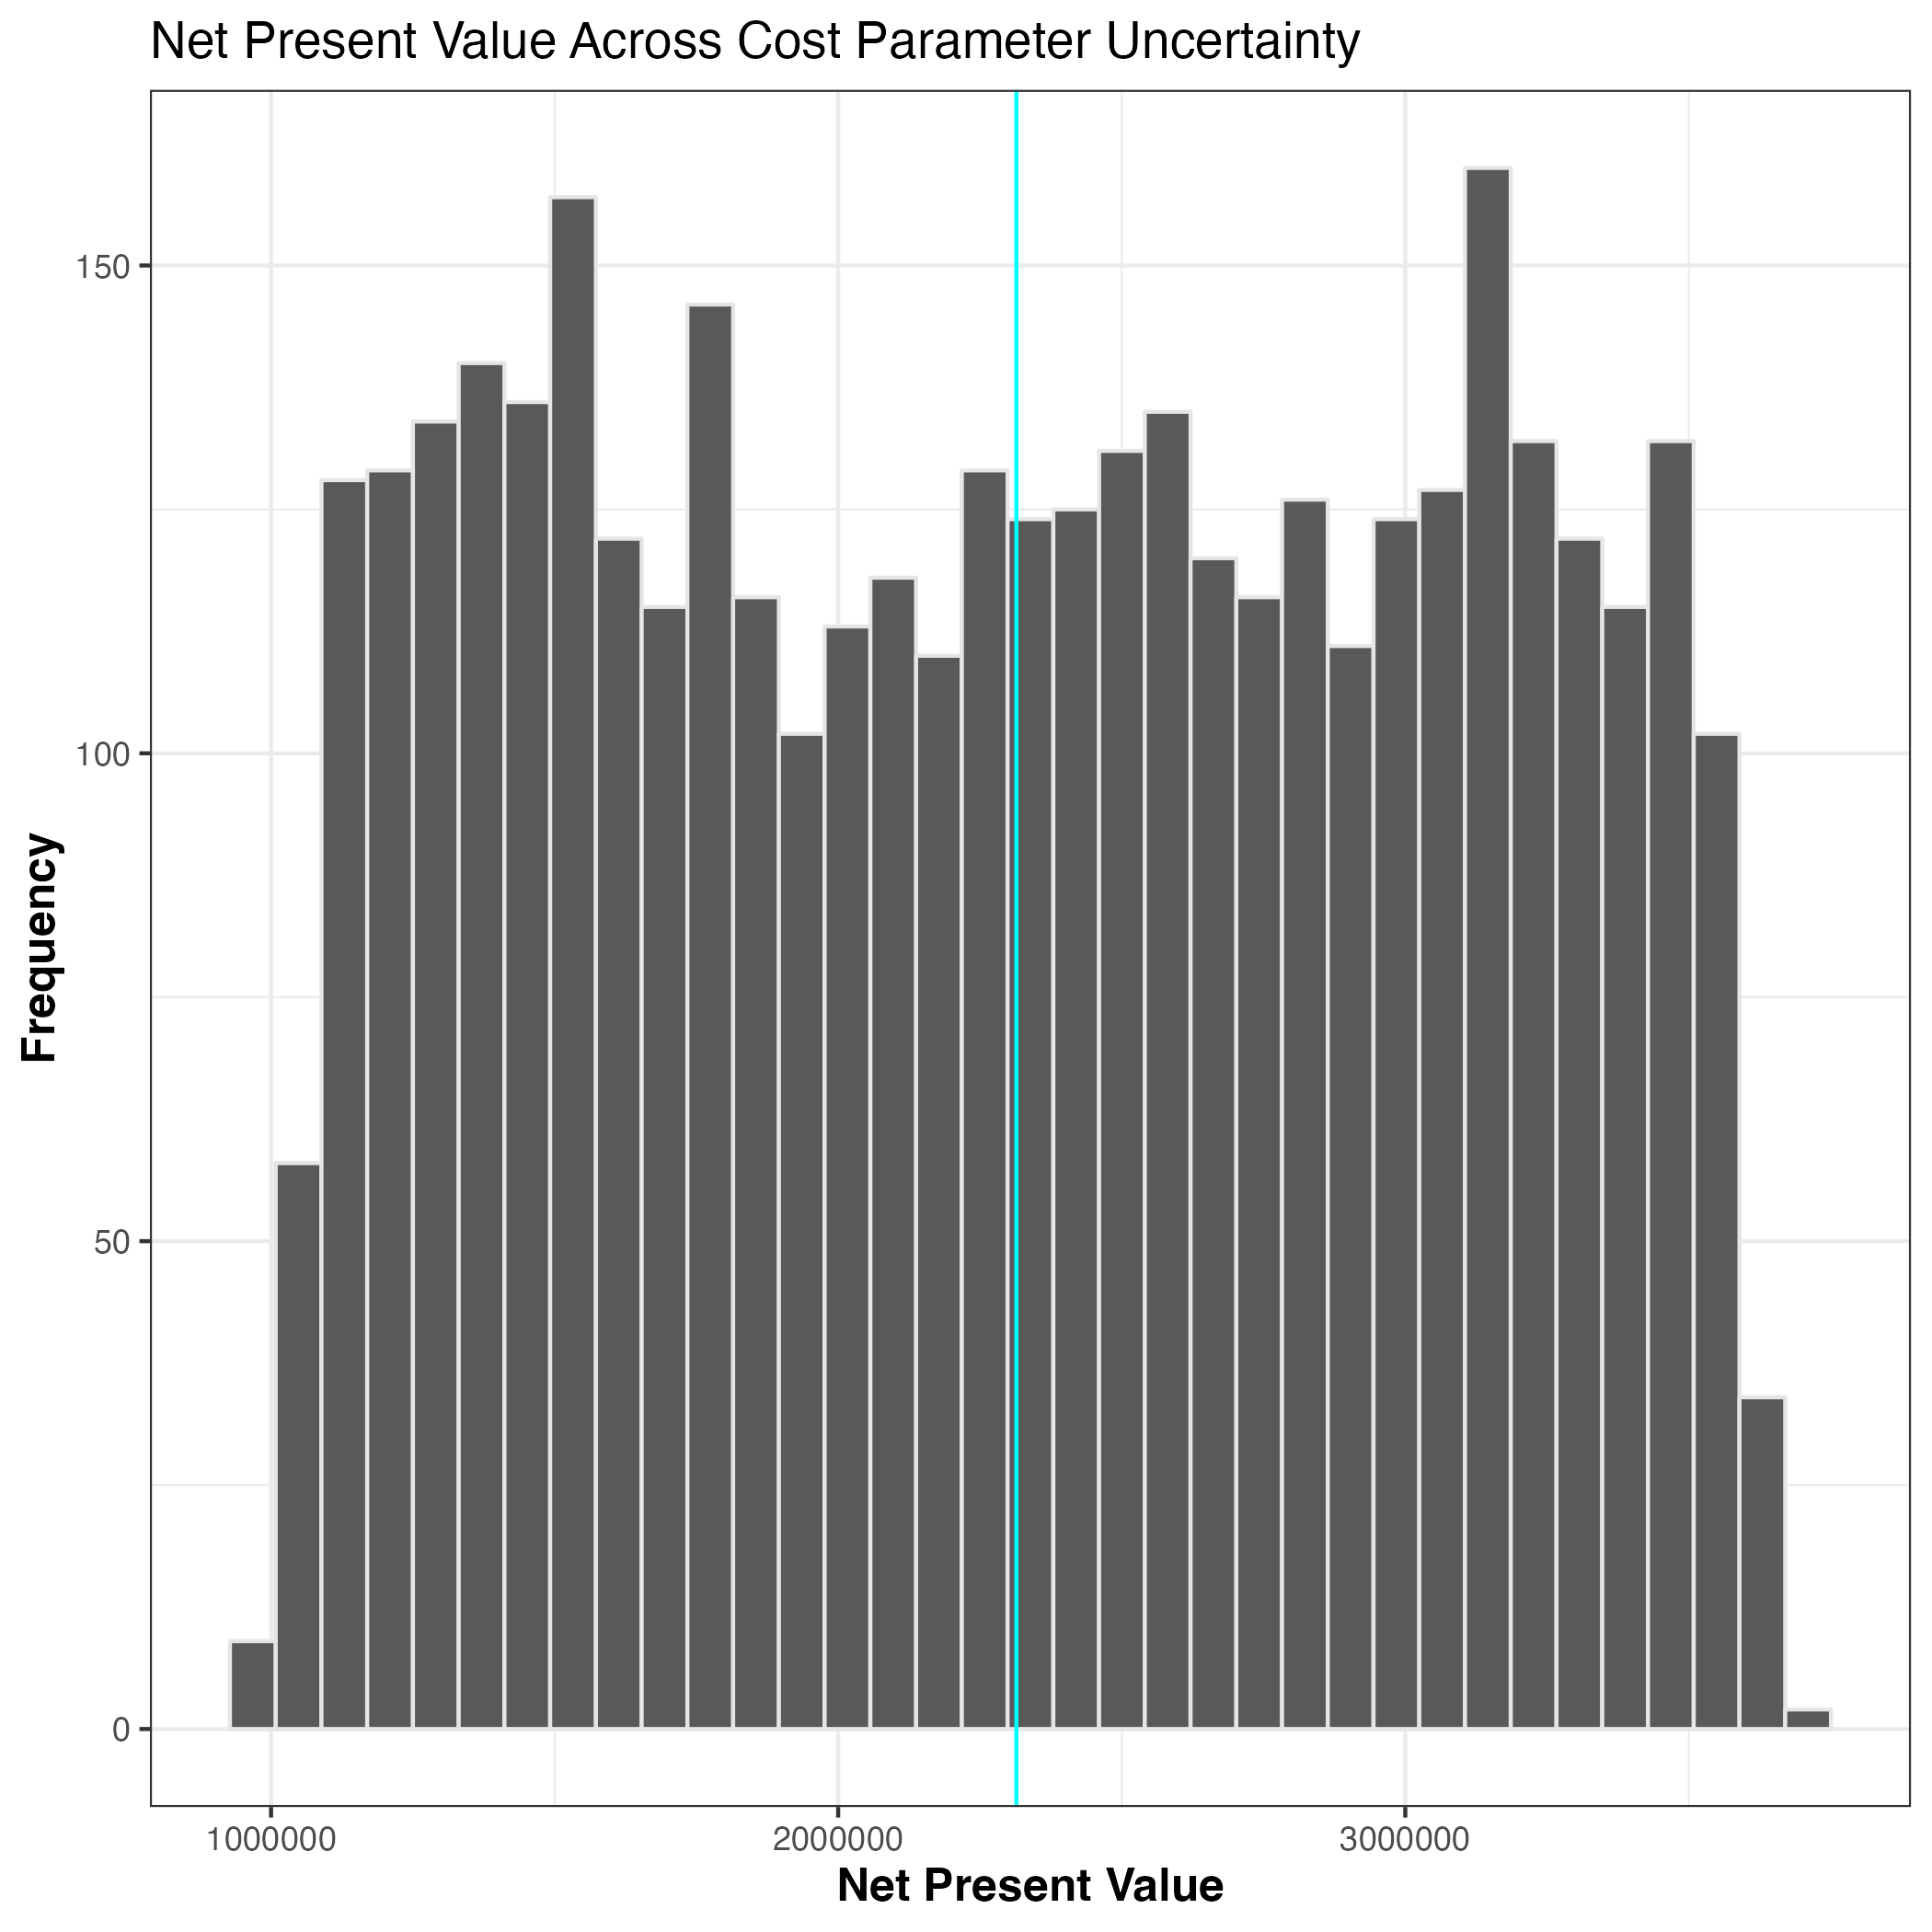 Net Present Value Across Cost Parameter Uncertainty
150
100
50
0
Frequency
1000000 2000000 3000000
Net Present Value